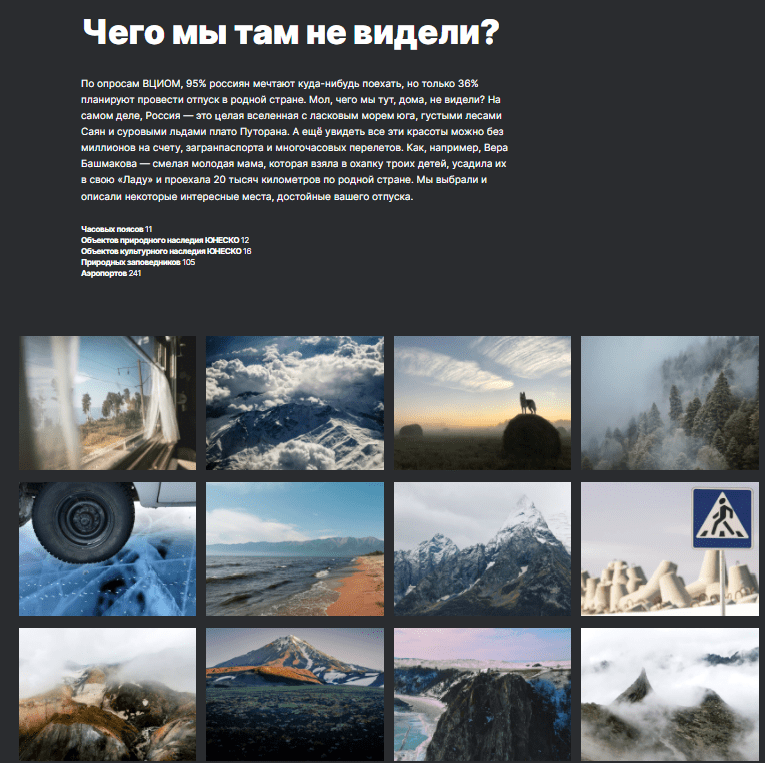 Чего мы там не видели?
По опросам ВЦИОМ, 95% россиян мечтают куда-нибудь поехать, но только 36%
планируют провести отпуск в родной стране. Мол, чего мы тут, дома, не видели? На
самом деле, Россия — это целая вселенная с ласковым морем юга, густыми лесами
Саян и суровыми льдами плато Путорана. А ещё увидеть все эти красоты можно без
миллионов на счету, загранпаспорта и многочасовых перелетов. Как, например, Вера
Башмакова — смелая молодая мама, которая взяла в охапку троих детей, усадила их
в свою «Ладу» и проехала 20 тысяч километров по родной стране. Мы выбрали и
описали некоторые интересные места, достойные вашего отпуска.
Часовых поясов 11
Объектов природного наследия ЮНЕСКО 12
Объектов культурного наследия ЮНЕСКО 16
Природных заповедников 105
Аэропортов 241